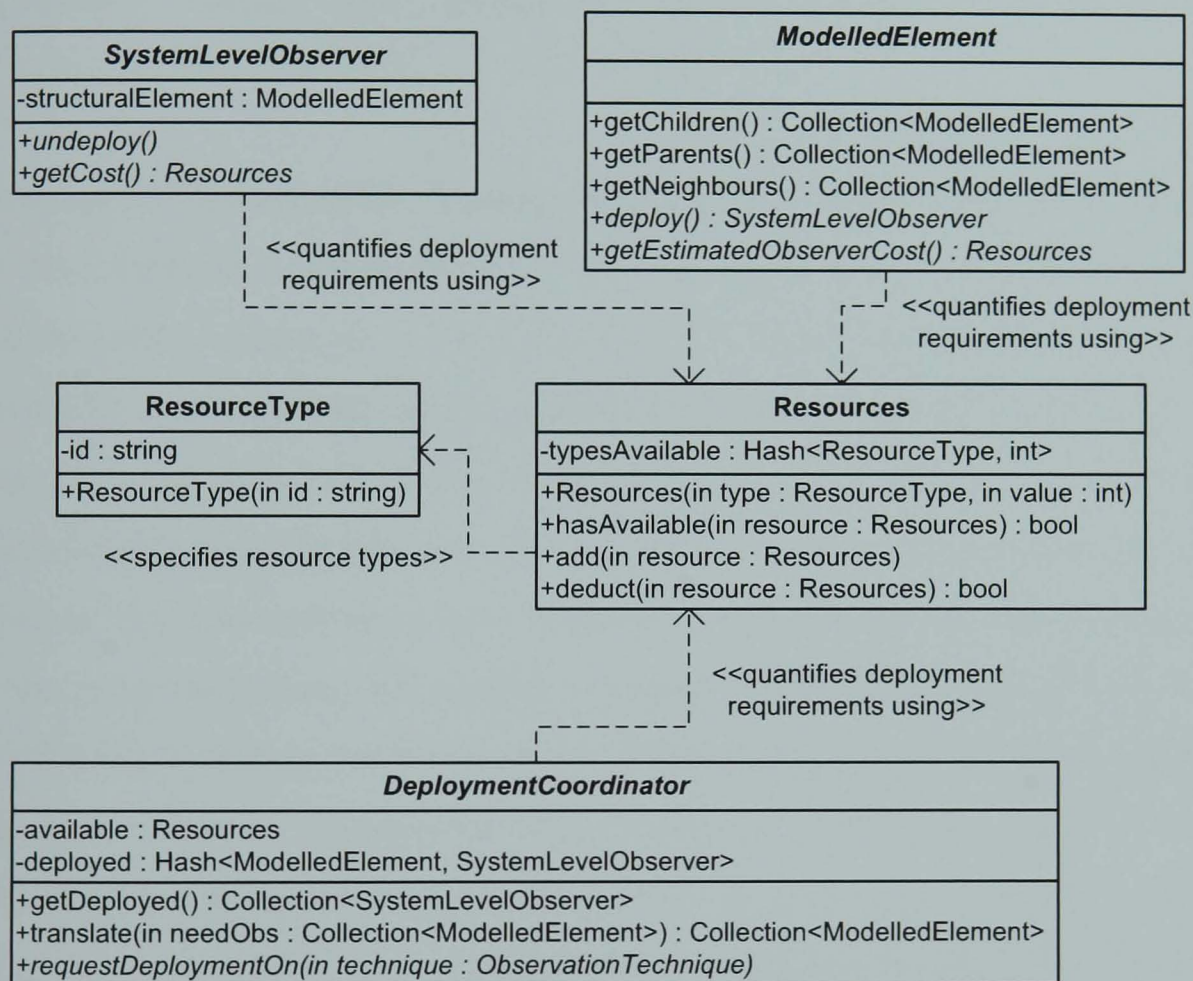 SystemLevelObserver
-structuralElement : ModelledElement
+undeploy()
+getCost() : Resources
ModelledElement
+getChildren() : Collection<ModelledElement>
+getParents() : Collection<ModelledElement>
+getNeighbours() : Collection<ModelledElement>
+deploy() : SystemLevelObserver
+getEstimatedObserverCost() : Resources
<<quantifies deployment
requirements using>>
<<quantifies deployment
requirements using>>
ResourceType
-id : string
+ResourceType(in id : string)
<<specifies resource types>>
Resources
-typesAvailable : Hash<ResourceType, int>
+Resources(in type : ResourceType, in value : int)
+hasAvailable(in resource : Resources) : bool
+add(in resource : Resources)
+deduct(in resource : Resources) : bool
<<quantifies deployment
requirements using>>
DeploymentCoordinator
-available : Resources
-deployed : Hash<ModelledElement, SystemLevelObserver>
+getDeployed() : Collection<SystemLevelObserver>
+translate(in needObs : Collection<ModelledElement>) : Collection<ModelledElement>
+requestDeploymentOn(in technique : ObservationTechnique)